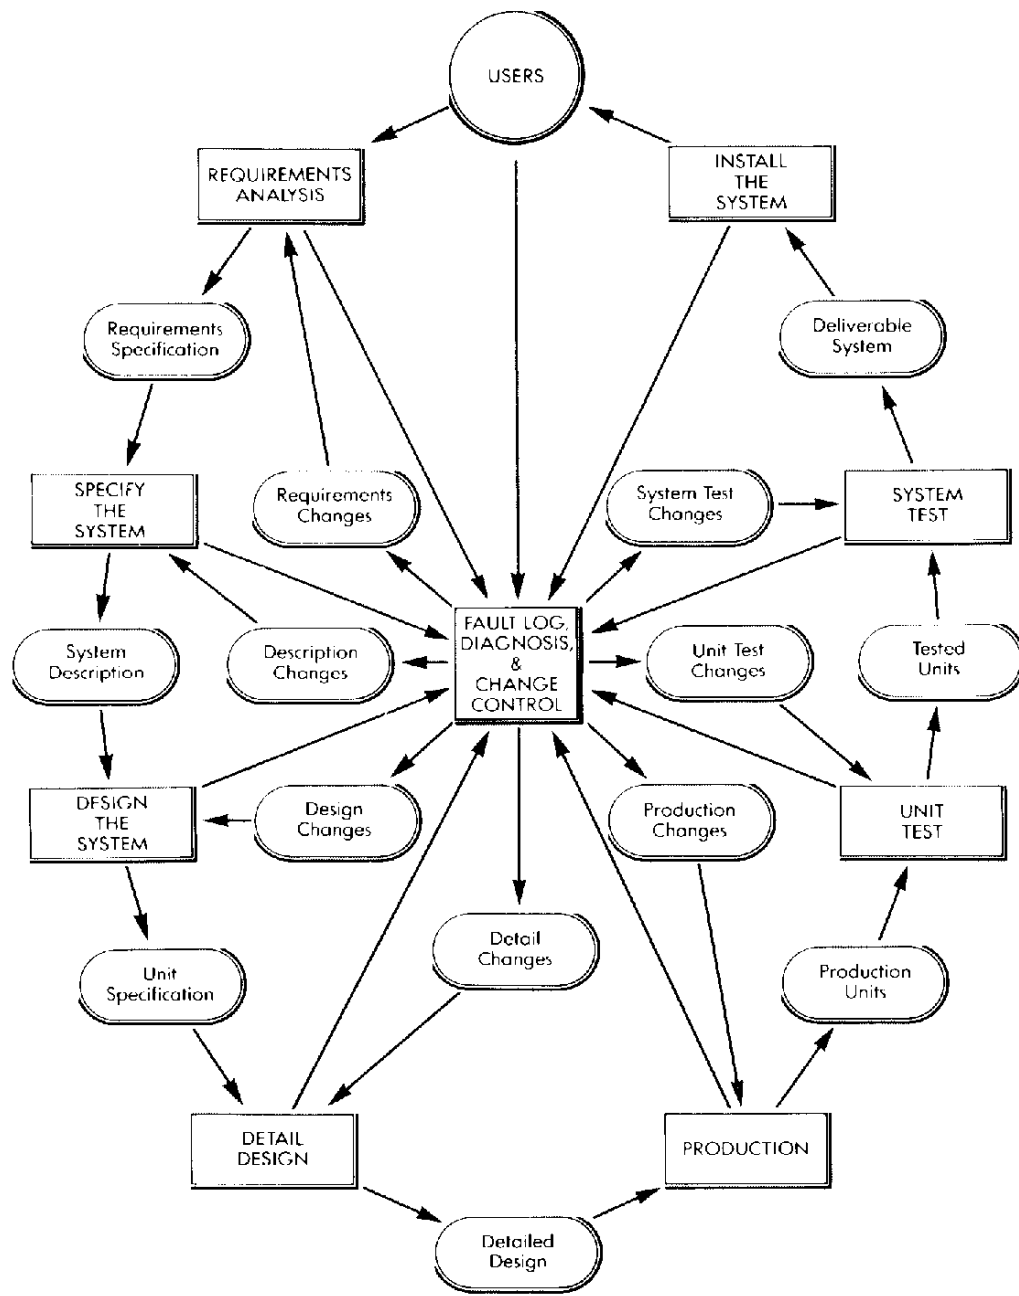 USERS
REQUIREMENTS
ANALYSIS
INSTALL
THE
SYSTEM
Requirements
Specification
Deliverable
System
SPECIFY
THE
SYSTEM
Requirements
Changes
System Test
Changes
SYSTEM
TEST
FAULT LOG,
DIAGNOSIS,
&
CHANGE
CONTROL
System
Description
Description
Changes
Unit Test
Changes
Tested
Units
DESIGN
THE
SYSTEM
Design
Changes
Production
Changes
UNIT
TEST
Unit
Specification
Detail
Changes
Production
Units
DETAIL
DESIGN
PRODUCTION
Detailed
Design